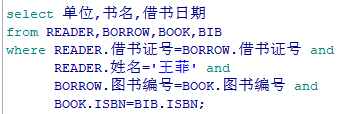 select 单位,书名,借书日期
from READER,BORROW,BOOK,BIB
where READER.借书证号=BORROW.借书证号 and
READER.姓名='王菲' and
BORROW.图书编号=BOOK.图书编号 and
BOOK.ISBN=BIB.ISBN;